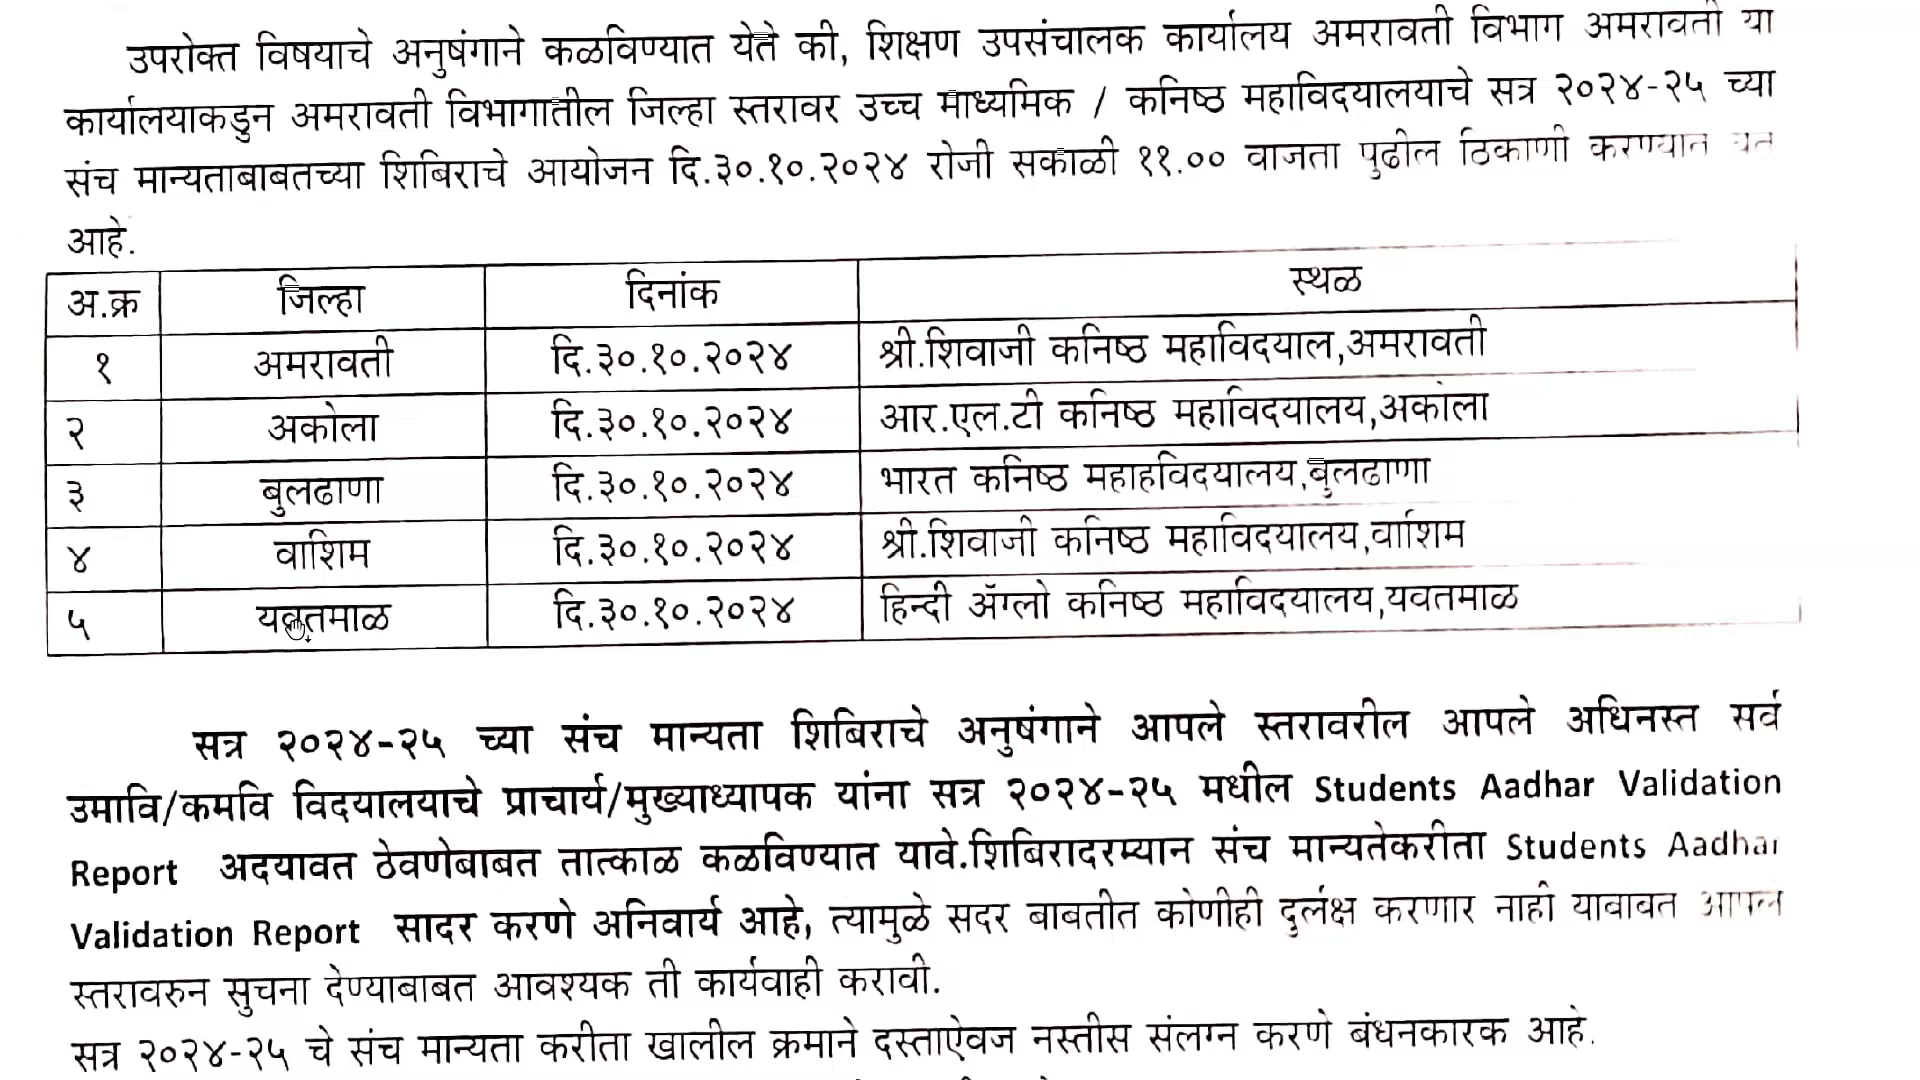 उपरोक्त विषयाचे अनुषंगाने कळविण्यात येते की, शिक्षण उपसंचालक कार्यालय अमरावती विभाग अमरावती या
कार्यालयाकडुन अमरावती विभागातील जिल्हा स्तरावर उच्च माध्यमिक / कनिष्ठ महाविदयालयाचे सत्र २०२४-२५ च्या
संच मान्यताबाबतच्या शिबिराचे आयोजन दि.३०.१०.२०२४ रोजी सकाळी ११.०० वाजता पुढील ठिकाणी करण्यात येत
आहे.
अ.क्र जिल्हा दिनांक स्थळ
१ अमरावती दि.३०.१०.२०२४ श्री.शिवाजी कनिष्ठ महाविदयाल,अमरावती
२ अकोला दि.३०.१०.२०२४ आर.एल.टी कनिष्ठ महाविदयालय,अकोला
३ बुलढाणा दि.३०.१०.२०२४ भारत कनिष्ठ महाहविदयालय,बुलढाणा
४ वाशिम दि.३०.१०.२०२४ श्री.शिवाजी कनिष्ठ महाविदयालय,वाशिम
५ यवतमाळ दि.३०.१०.२०२४ हिन्दी ॲग्लो कनिष्ठ महाविदयालय,यवतमाळ
सत्र २०२४-२५ च्या संच मान्यता शिबिराचे अनुषंगाने आपले स्तरावरील आपले अधिनस्त सर्व
उमावि/कमवि विदयालयाचे प्राचार्य/मुख्याध्यापक यांना सत्र २०२४-२५ मधील Students Aadhar Validation
Report अदयावत ठेवणेबाबत तात्काळ कळविण्यात यावे.शिबिरादरम्यान संच मान्यतेकरीता Students Aadhar
Validation Report सादर करणे अनिवार्य आहे, त्यामुळे सदर बाबतीत कोणीही दुर्लक्ष करणार नाही याबाबत आपले
स्तरावरुन सुचना देण्याबाबत आवश्यक ती कार्यवाही करावी.
सत्र २०२४-२५ चे संच मान्यता करीता खालील क्रमाने दस्ताऐवज नस्तीस संलग्न करणे बंधनकारक आहे.